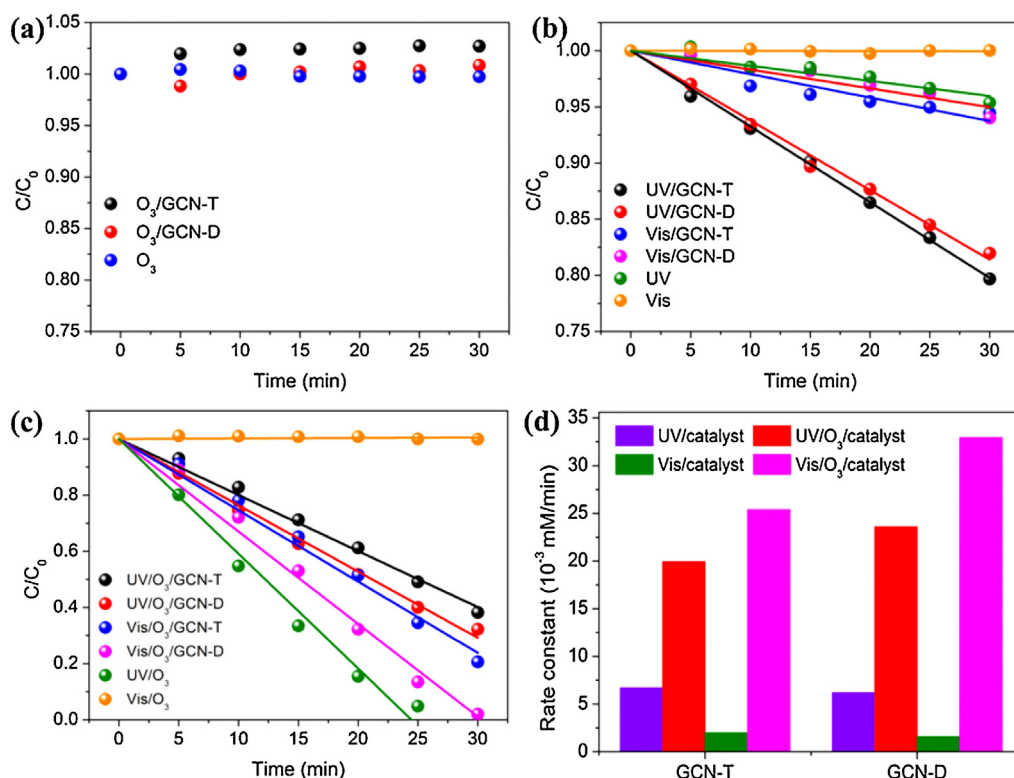 (a)
1.05
1.00
0.95
0.90
0.85
0.80
0.75
C/C₀
O₃/GCN-T
O₃/GCN-D
O₃
0 5 10 15 20 25 30
Time (min)
(b)
1.00
0.95
0.90
0.85
0.80
0.75
C/C₀
UV/GCN-T
UV/GCN-D
Vis/GCN-T
Vis/GCN-D
UV
Vis
0 5 10 15 20 25 30
Time (min)
(c)
1.0
0.8
0.6
0.4
0.2
0.0
C/C₀
UV/O₃/GCN-T
UV/O₃/GCN-D
Vis/O₃/GCN-T
Vis/O₃/GCN-D
UV/O₃
Vis/O₃
0 5 10 15 20 25 30
Time (min)
(d)
35
30
25
20
15
10
5
0
Rate constant (10⁻³ mM/min)
UV/catalyst UV/O₃/catalyst
Vis/catalyst Vis/O₃/catalyst
GCN-T GCN-D